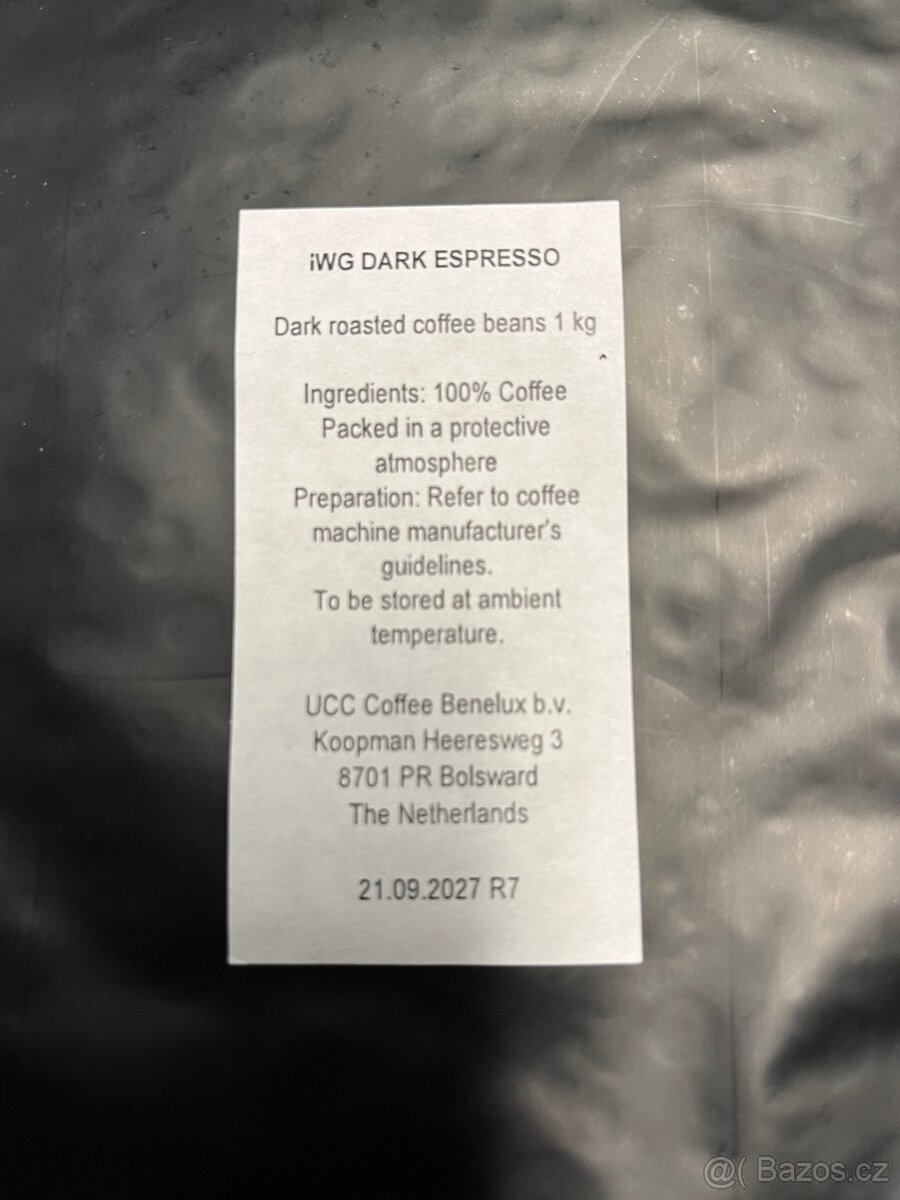 iWG DARK ESPRESSO
Dark roasted coffee beans 1 kg
Ingredients: 100% Coffee
Packed in a protective
atmosphere
Preparation: Refer to coffee
machine manufacturer's
guidelines.
To be stored at ambient
temperature.
UCC Coffee Benelux b.v.
Koopman Heeresweg 3
8701 PR Bolsward
The Netherlands
21.09.2027 R7
@( Bazos.cz